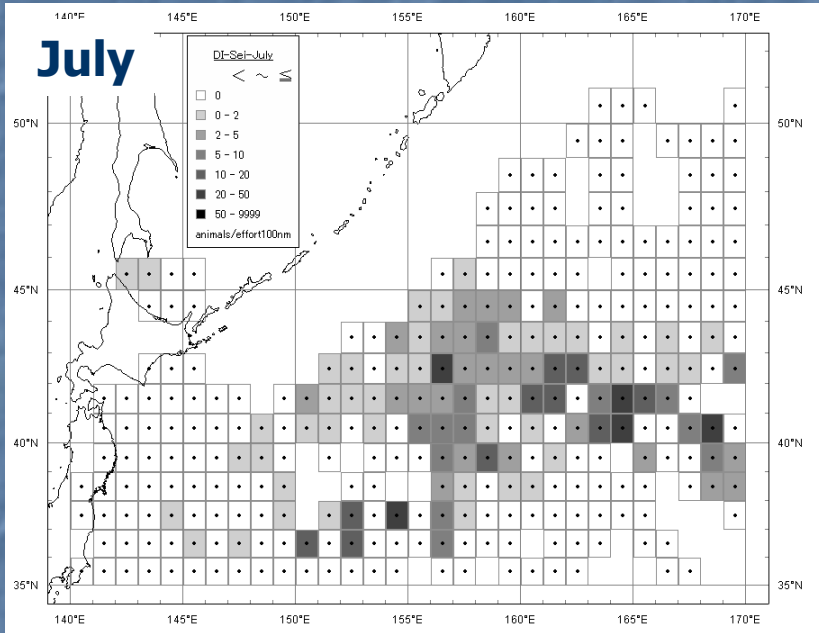 140°E 145°E 150°E 155°E 160°E 165°E 170°E
July
DI-Sei-July
< ~ ≦
0
0 - 2
2 - 5
5 - 10
10 - 20
20 - 50
50 - 9999
animals/effort100nm
50°N 50°N
45°N 45°N
40°N 40°N
35°N 35°N
140°E 145°E 150°E 155°E 160°E 165°E 170°E